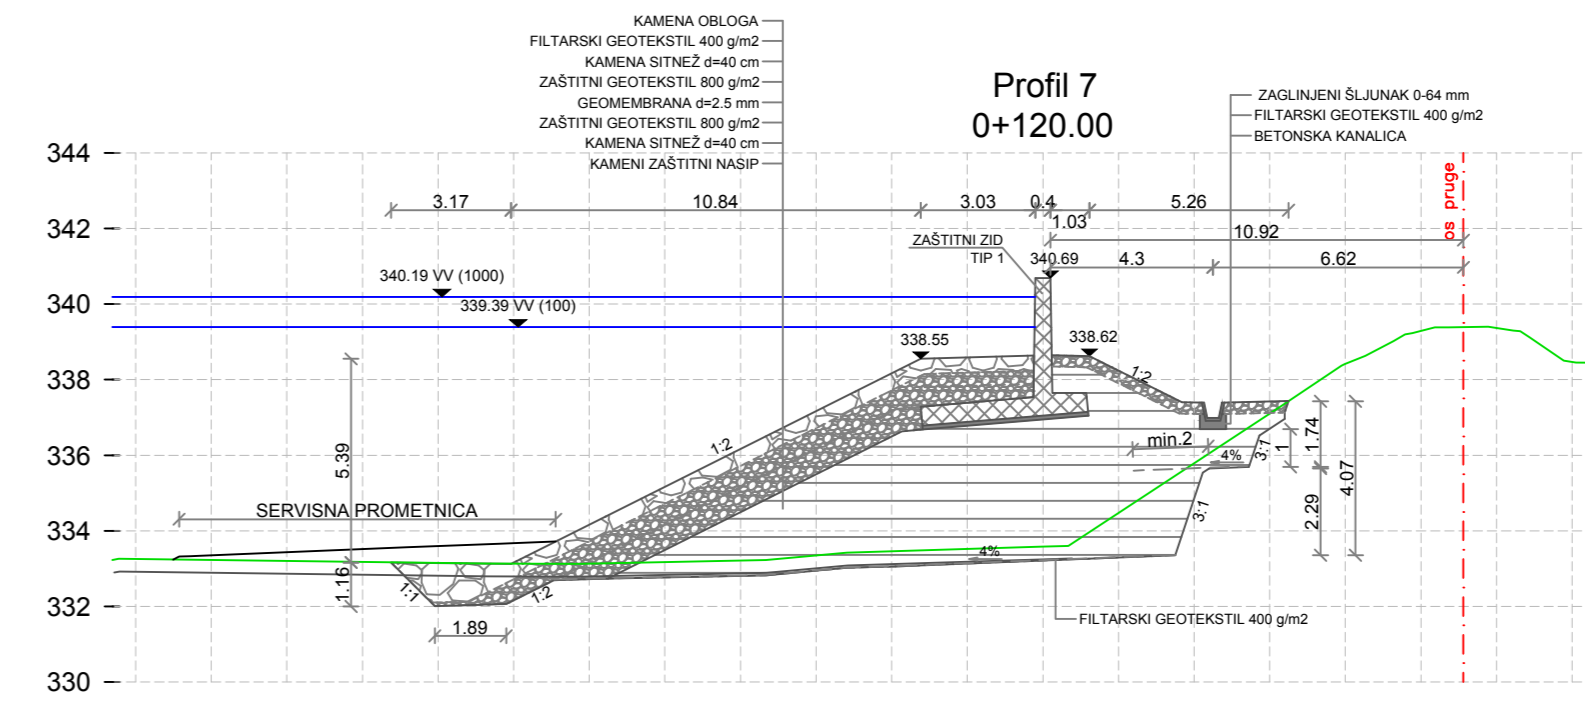 KAMENA OBLOGA
FILTARSKI GEOTEKSTIL 400 g/m2
KAMENA SITNEŽ d=40 cm
ZAŠTITNI GEOTEKSTIL 800 g/m2
GEOMEMBRANA d=2.5 mm
ZAŠTITNI GEOTEKSTIL 800 g/m2
KAMENA SITNEŽ d=40 cm
KAMENI ZAŠTITNI NASIP
Profil 7
0+120.00
ZAGLINJENI ŠLJUNAK 0-64 mm
FILTARSKI GEOTEKSTIL 400 g/m2
BETONSKA KANALICA
os pruge
344
342
340
338
336
334
332
330
3.17
10.84
3.03
0.4
1.03
5.26
10.92
4.3
6.62
ZAŠTITNI ZID
TIP 1
340.69
340.19 VV (1000)
339.39 VV (100)
338.55
338.62
1:2
1:2
min.2
4%
3:1
1
1.74
4.07
2.29
3:1
5.39
SERVISNA PROMETNICA
4%
1.16
1:1
1:2
1.89
FILTARSKI GEOTEKSTIL 400 g/m2